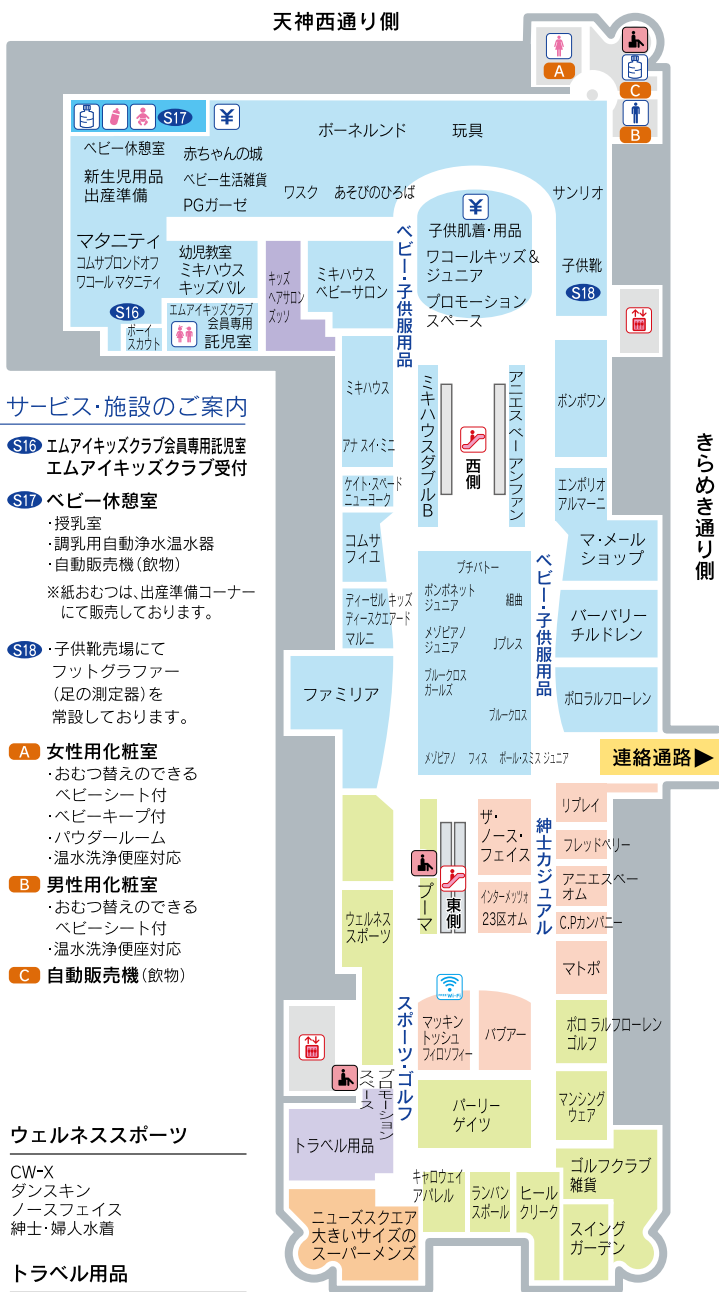 天神西通り側
A
C
B
S17
¥
ベビー休憩室
新生児用品
出産準備
赤ちゃんの城
ベビー生活雑貨
PGガーゼ
ボーネルンド
玩具
ワスク
あそびのひろば
サンリオ
¥
子供肌着・用品
ワコールキッズ&
ジュニア
プロモーション
スペース
子供靴
S18
マタニティ
コムサブロンドオフ
ワコールマタニティ
幼児教室
ミキハウス
キッズパル
キッズ
ヘアサロン
ズッソ
ミキハウス
ベビーサロン
ベビー・子供服用品
S16
ボーイ
スカウト
エムアイキッズクラブ
会員専用
託児室
ミキハウス
アナ スイ・ミニ
ミキハウスダブルB
西側
アニエスベーアンファン
ボンポワン
ケイト・スペード
ニューヨーク
エンポリオ
アルマーニ
きらめき通り側
コムサ
フィユ
マ・メール
ショップ
プチバトー
ポンポネット
ジュニア
組曲
ベビー・子供服用品
ディーゼル キッズ
ディースクエアード
マルニ
メゾピアノ
ジュニア
Jプレス
バーバリー
チルドレン
ファミリア
ブルークロス
ガールズ
ブルークロス
ポロラルフローレン
メゾピアノ
フィス
ポール・スミス ジュニア
連絡通路▶
サービス・施設のご案内
S16 エムアイキッズクラブ会員専用託児室
エムアイキッズクラブ受付
S17 ベビー休憩室
・授乳室
・調乳用自動浄水温水器
・自動販売機(飲物)
※紙おむつは、出産準備コーナー
にて販売しております。
S18 ・子供靴売場にて
フットグラファー
(足の測定器)を
常設しております。
A 女性用化粧室
・おむつ替えのできる
ベビーシート付
・ベビーキープ付
・パウダールーム
・温水洗浄便座対応
B 男性用化粧室
・おむつ替えのできる
ベビーシート付
・温水洗浄便座対応
C 自動販売機(飲物)
ザ・
ノース・
フェイス
紳士カジュアル
リプレイ
フレッドペリー
アニエスベー
オム
C.Pカンパニー
マトポ
プーマ
東側
インターメッツォ
23区オム
ウェルネス
スポーツ
スポーツ・ゴルフ
Wi-Fi
マッキン
トッシュ
フィロソフィー
バブアー
ポロ ラルフローレン
ゴルフ
プロモーション
スペース
トラベル用品
パーリー
ゲイツ
マンシング
ウェア
キャロウェイ
アパレル
ランバン
スポール
ヒール
クリーク
ゴルフクラブ
雑貨
スイング
ガーデン
ニューズスクエア
大きいサイズの
スーパーメンズ
ウェルネススポーツ
CW-X
ダンスキン
ノースフェイス
紳士・婦人水着
トラベル用品